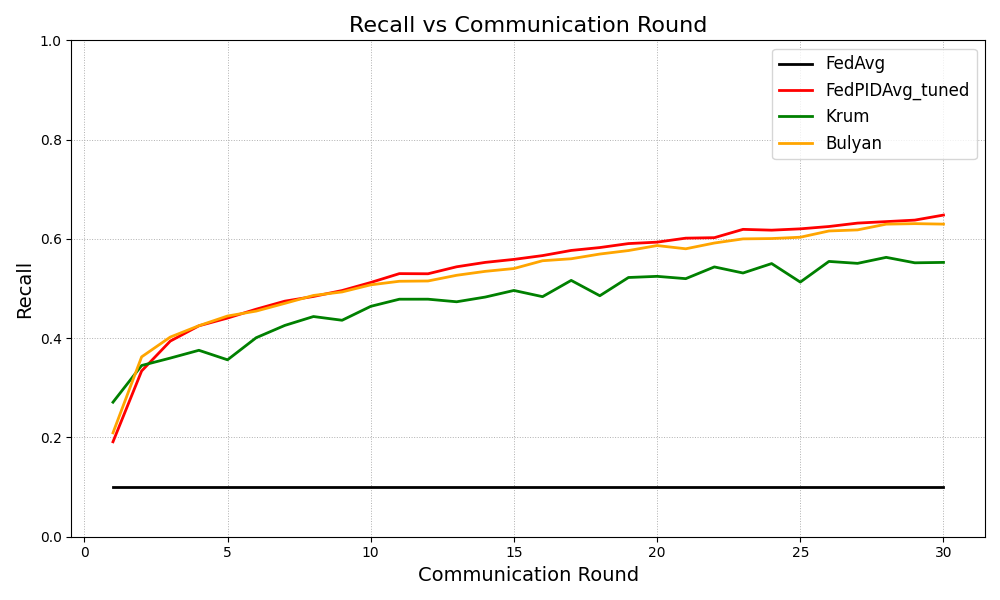 Recall vs Communication Round
1.0
0.8
0.6
0.4
0.2
0.0
Recall
0
5
10
15
20
25
30
Communication Round
FedAvg
FedPIDAvg_tuned
Krum
Bulyan